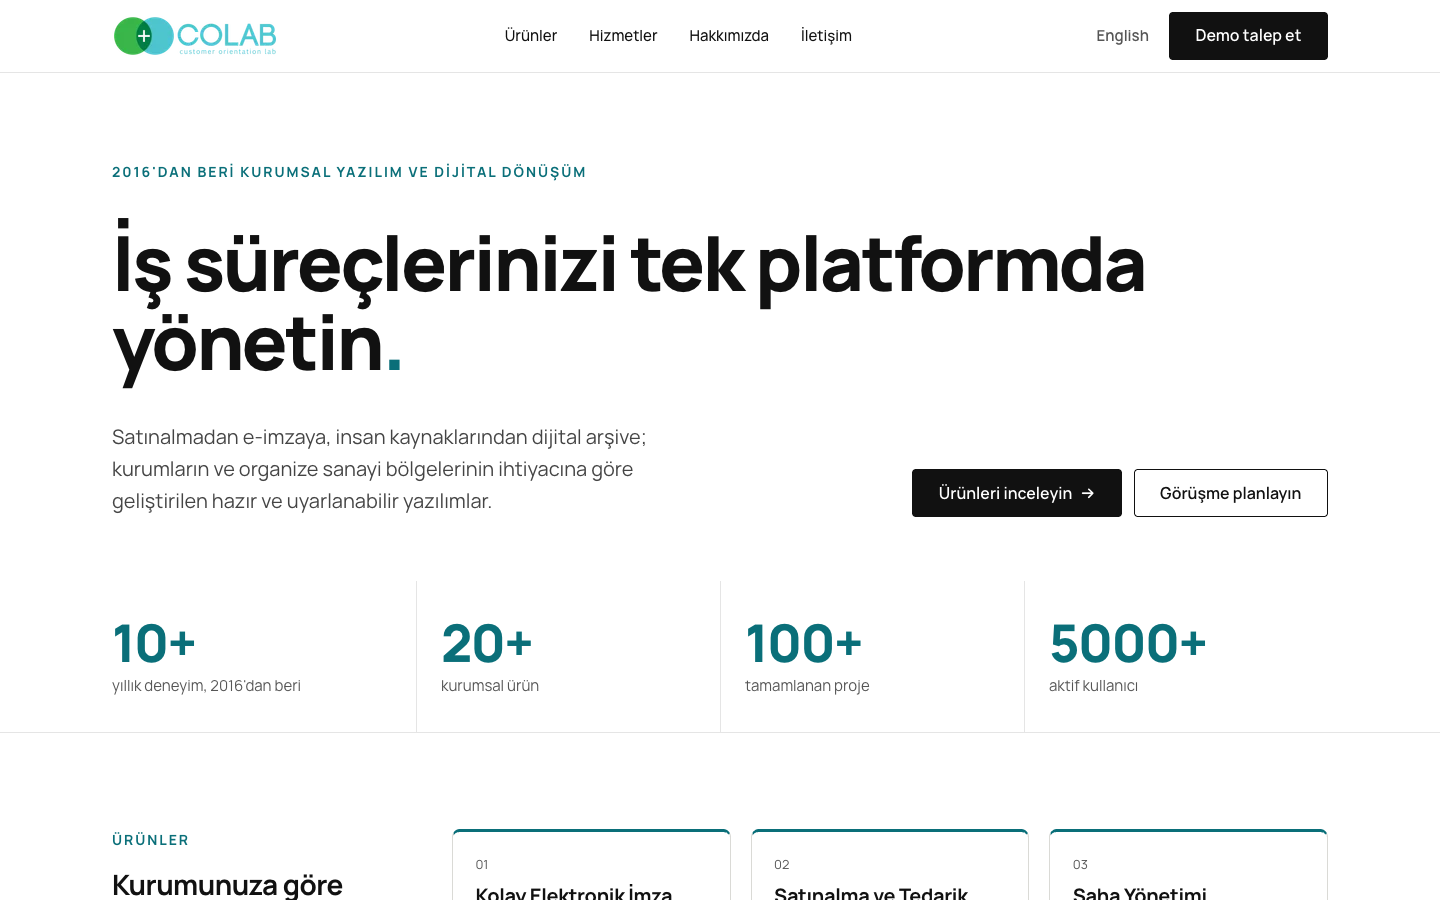 COLAB
customer orientation lab
Ürünler
Hizmetler
Hakkımızda
İletişim
English
Demo talep et
2016'DAN BERİ KURUMSAL YAZILIM VE DİJİTAL DÖNÜŞÜM
İş süreçlerinizi tek platformda
yönetin.
Satınalmadan e-imzaya, insan kaynaklarından dijital arşive;
kurumların ve organize sanayi bölgelerinin ihtiyacına göre
geliştirilen hazır ve uyarlanabilir yazılımlar.
Ürünleri inceleyin →
Görüşme planlayın
10+
yıllık deneyim, 2016'dan beri
20+
kurumsal ürün
100+
tamamlanan proje
5000+
aktif kullanıcı
ÜRÜNLER
Kurumunuza göre
01
Kolay Elektronik İmza
02
Satınalma ve Tedarik
03
Saha Yönetimi